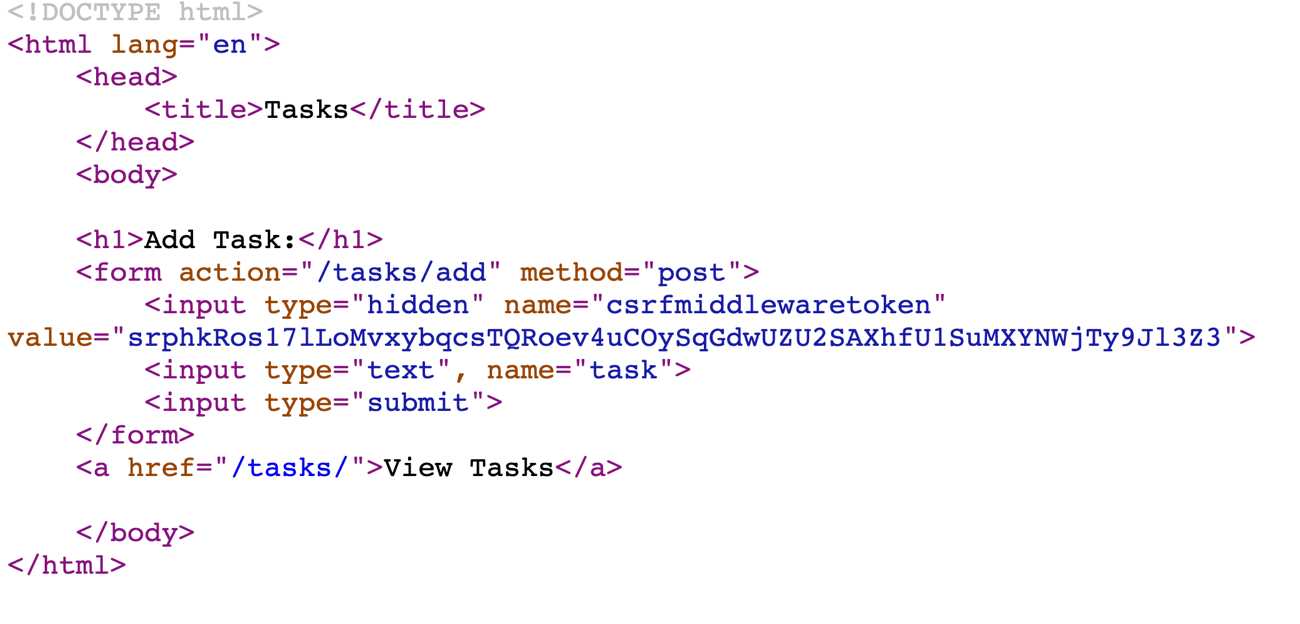 <!DOCTYPE html>
<html lang="en">
    <head>
        <title>Tasks</title>
    </head>
    <body>

    <h1>Add Task:</h1>
    <form action="/tasks/add" method="post">
        <input type="hidden" name="csrfmiddlewaretoken"
value="srphkRos17lLoMvxybqcsTQRoev4uCOySqGdwUZU2SAXhfU1SuMXYNWjTy9Jl3Z3">
        <input type="text", name="task">
        <input type="submit">
    </form>
    <a href="/tasks/">View Tasks</a>

    </body>
</html>